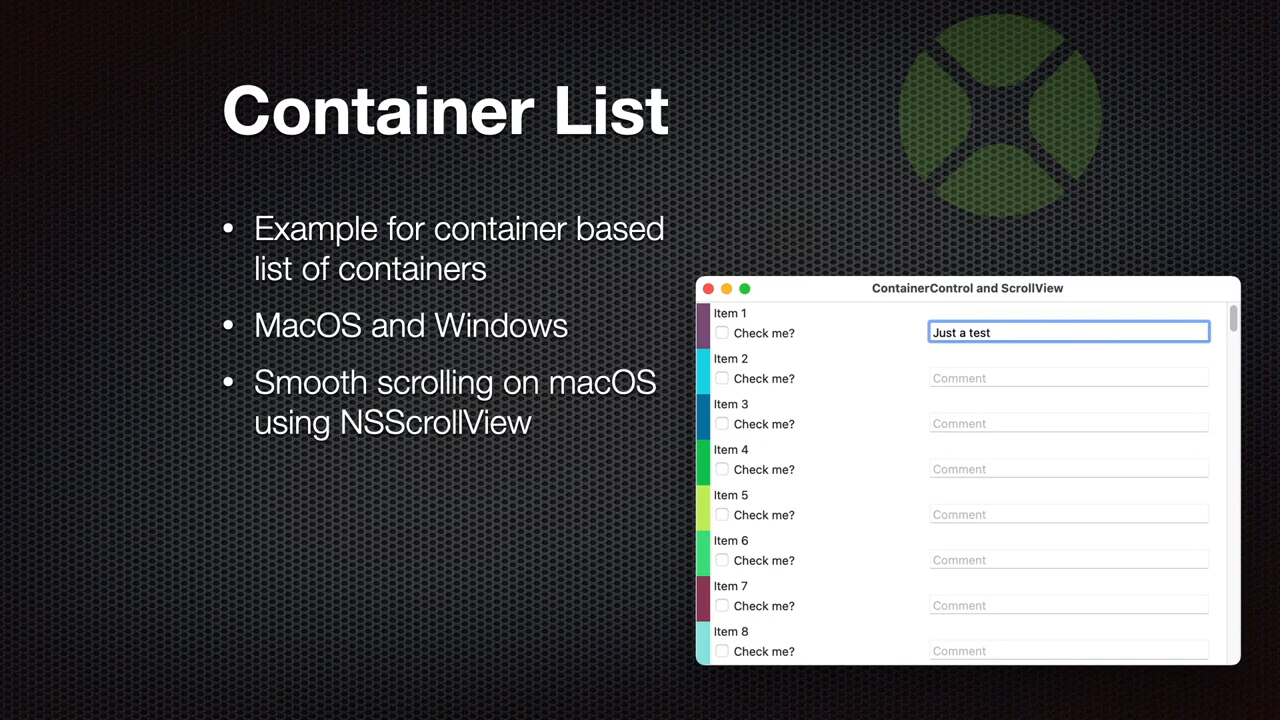 Container List
• Example for container based
list of containers
• MacOS and Windows
• Smooth scrolling on macOS
using NSScrollView
ContainerControl and ScrollView
Item 1
Check me? Just a test
Item 2
Check me? Comment
Item 3
Check me? Comment
Item 4
Check me? Comment
Item 5
Check me? Comment
Item 6
Check me? Comment
Item 7
Check me? Comment
Item 8
Check me? Comment